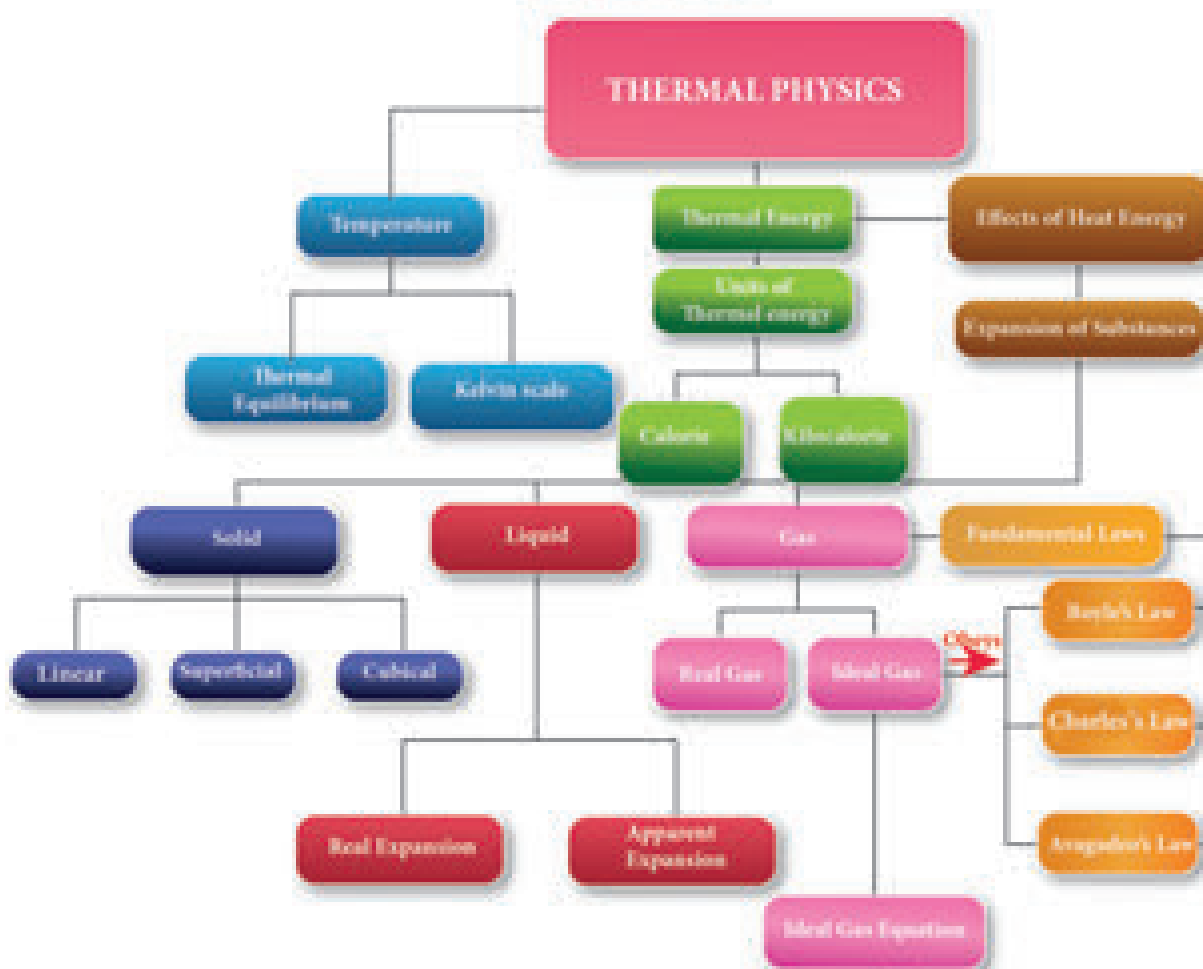 THERMAL PHYSICS
Temperature
Thermal Energy
Effects of Heat Energy
Units of
Thermal energy
Expansion of Substances
Thermal
Equilibrium
Kelvin scale
Calorie
Kilocalorie
Solid
Liquid
Gas
Fundamental Laws
Linear
Superficial
Cubical
Real Gas
Ideal Gas
Obeys
Boyle's Law
Charles's Law
Real Expansion
Apparent
Expansion
Avogadro's Law
Ideal Gas Equation